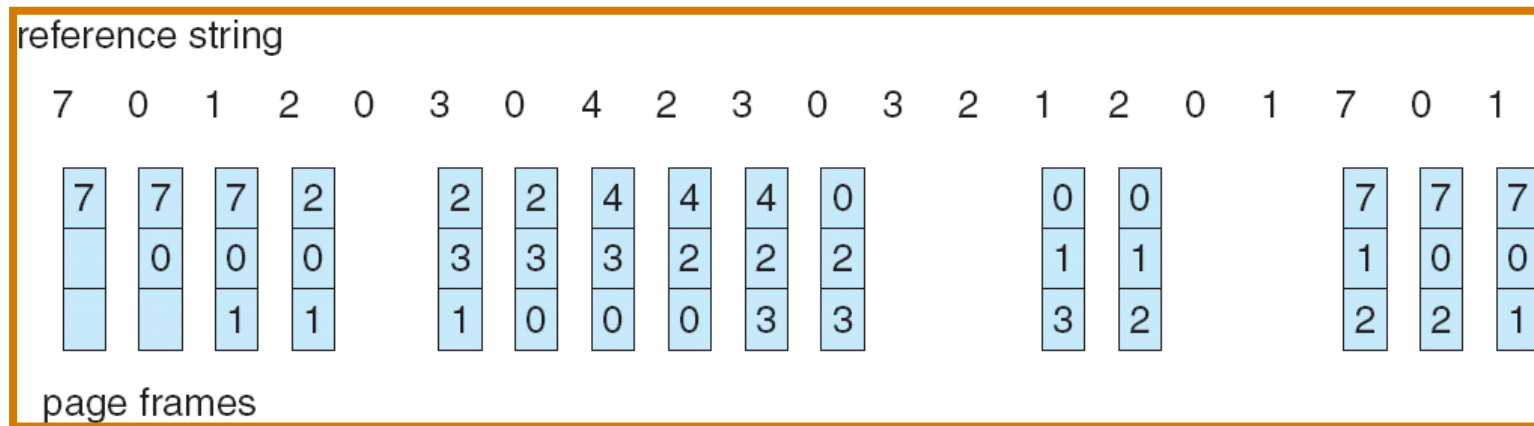 reference string
7 0 1 2 0 3 0 4 2 3 0 3 2 1 2 0 1 7 0 1
7 7 7 2 2 2 4 4 4 0 0 0 7 7 7
0 0 0 3 3 3 2 2 2 1 1 1 0 0
1 1 1 0 0 0 3 3 3 2 2 2 1
page frames